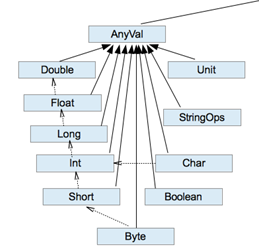 AnyVal
Double
Unit
Float
StringOps
Long
Int
Char
Short
Boolean
Byte